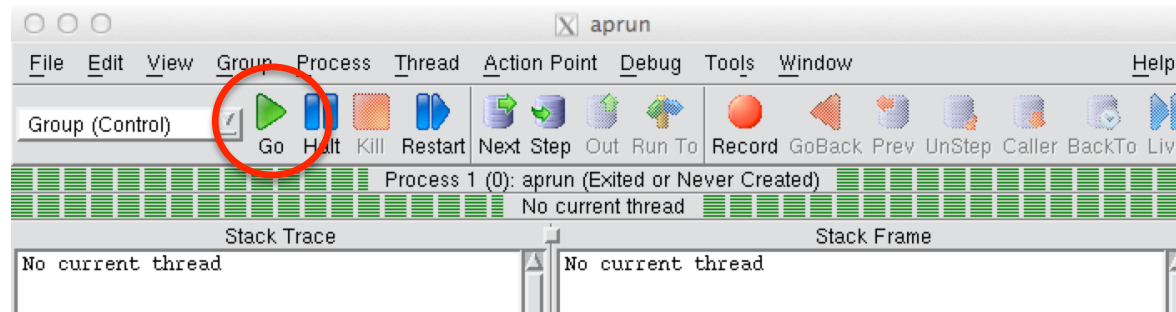 aprun
File Edit View Group Process Thread Action Point Debug Tools Window Help
Group (Control)
Go Halt Kill Restart Next Step Out Run To Record GoBack Prev UnStep Caller BackTo Liv
Process 1 (0): aprun (Exited or Never Created)
No current thread
Stack Trace Stack Frame
No current thread No current thread